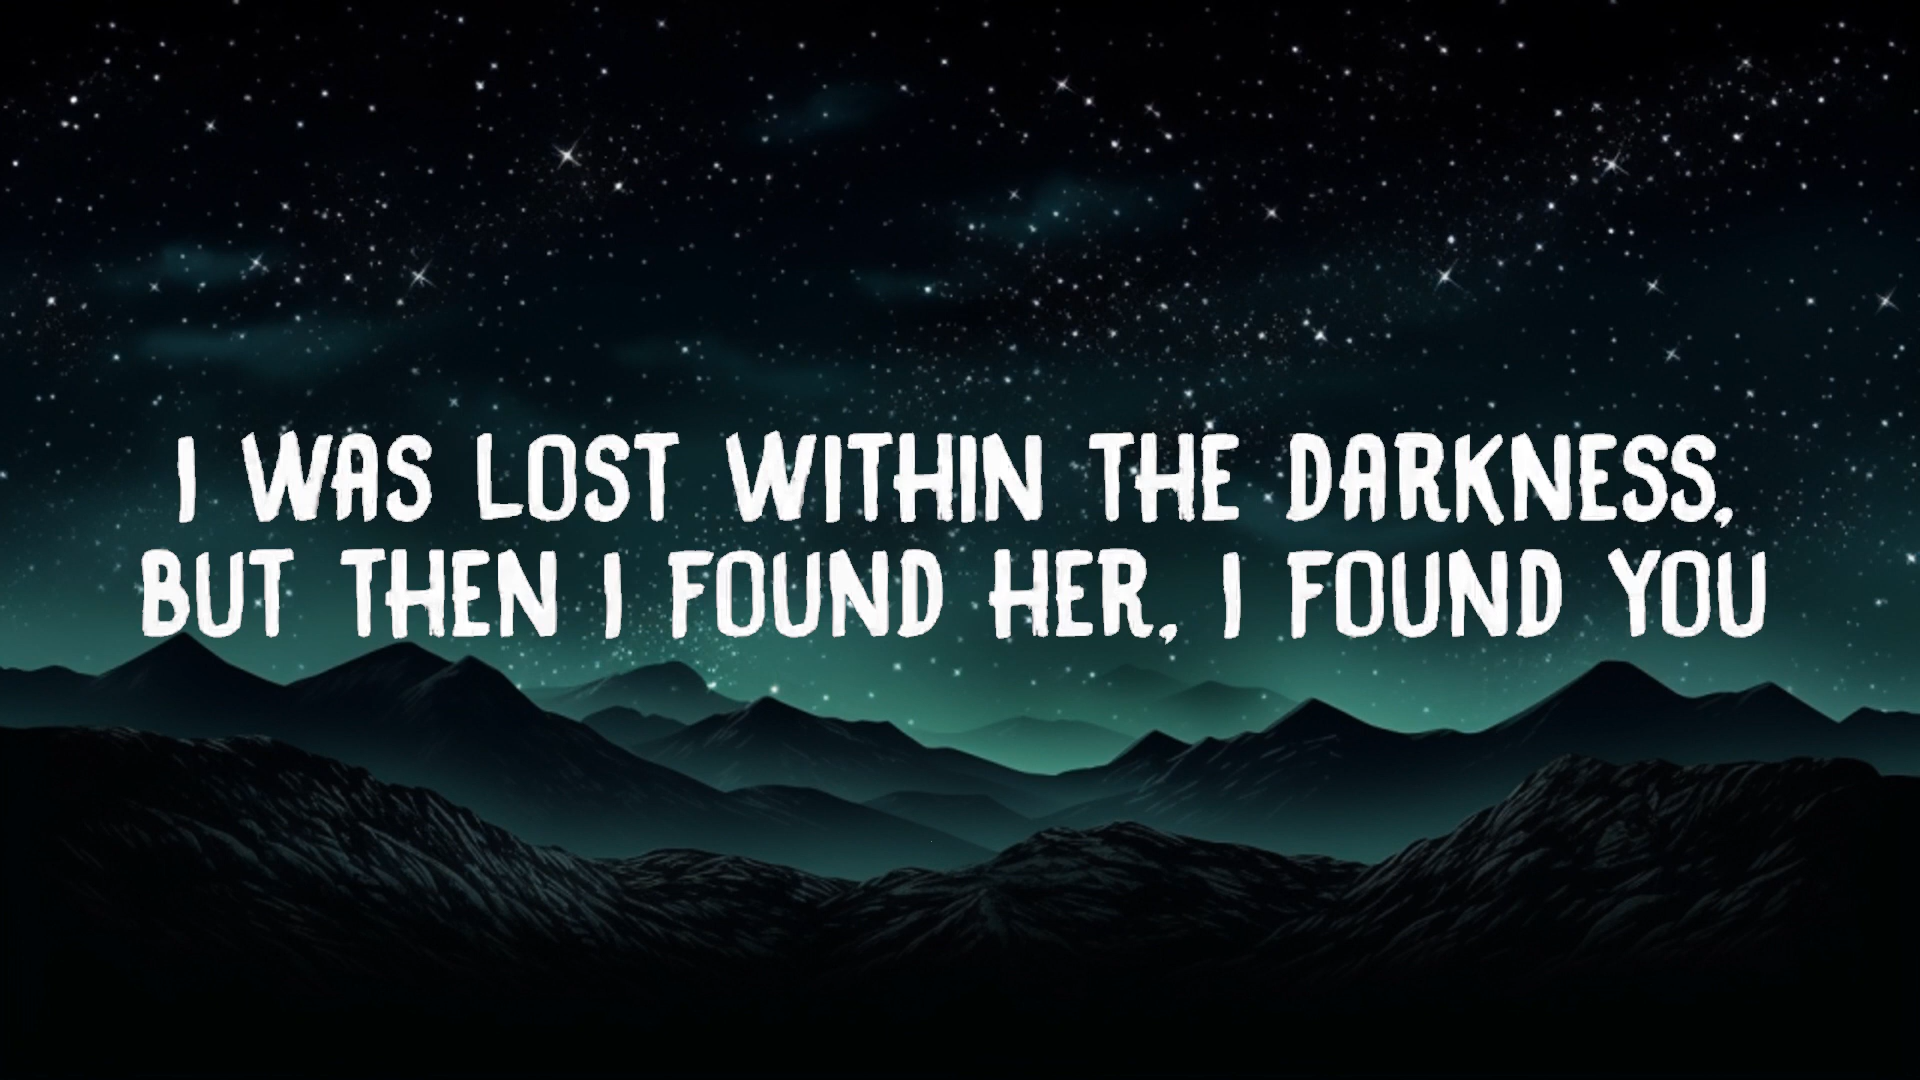 I WAS LOST WITHIN THE DARKNESS,
BUT THEN I FOUND HER, I FOUND YOU